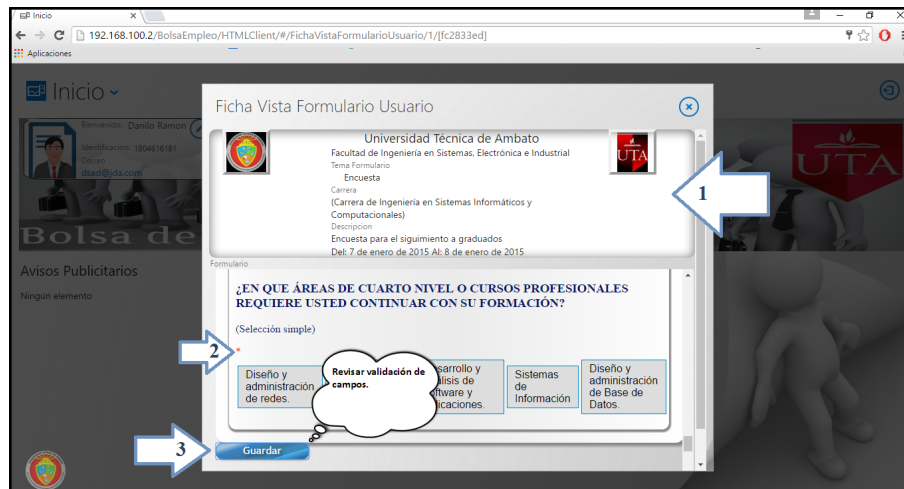 Inicio
192.168.100.2/BolsaEmpleo/HTMLClient/#/FichaVistaFormularioUsuario/1/[fc2833ed]
Aplicaciones
Inicio
Bienvenido: Danilo Ramon
Identificacion: 1804616181
Correo
dsad@jda.com
Bolsa de
UTA
Avisos Publicitarios
Ningún elemento
Ficha Vista Formulario Usuario
Universidad Técnica de Ambato
Facultad de Ingeniería en Sistemas, Electrónica e Industrial
UTA
Tema Formulario
Encuesta
Carrera
(Carrera de Ingeniería en Sistemas Informáticos y
Computacionales)
Descripcion
Encuesta para el siguimiento a graduados
Del: 7 de enero de 2015 Al: 8 de enero de 2015
1
Formulario
¿EN QUE ÁREAS DE CUARTO NIVEL O CURSOS PROFESIONALES
REQUIERE USTED CONTINUAR CON SU FORMACIÓN?
(Selección simple)
*
2
Diseño y
administración
de redes.
Revisar validación de
campos.
Sistemas
de
Información
Diseño y
administración
de Base de
Datos.
3
Guardar